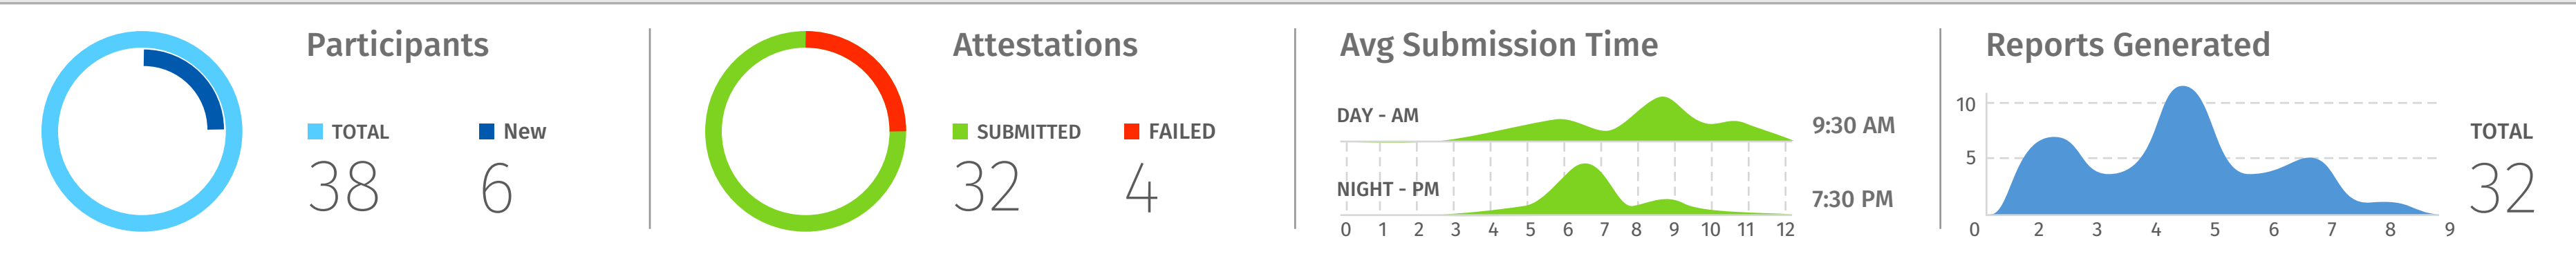 Participants
TOTAL
New
38
6
Attestations
SUBMITTED
FAILED
32
4
Avg Submission Time
DAY - AM
9:30 AM
NIGHT - PM
7:30 PM
0 1 2 3 4 5 6 7 8 9 10 11 12
Reports Generated
10
5
0 2 3 4 5 6 7 8 9
TOTAL
32